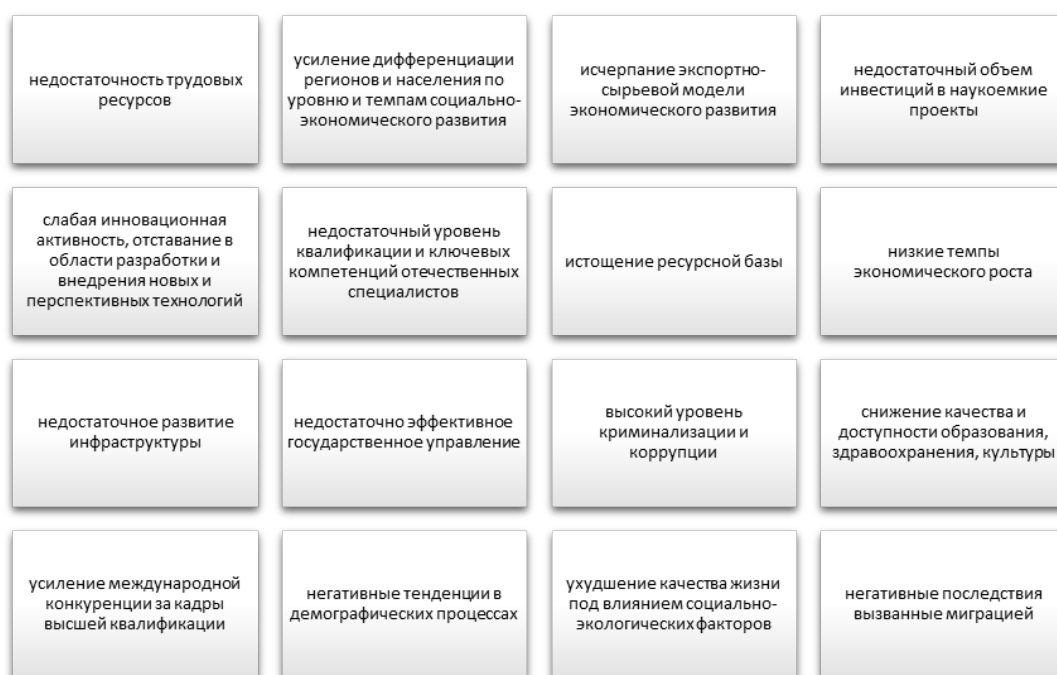 недостаточность трудовых
ресурсов
усиление дифференциации
регионов и населения по
уровню и темпам социально-
экономического развития
исчерпание экспортно-
сырьевой модели
экономического развития
недостаточный объем
инвестиций в наукоемкие
проекты
слабая инновационная
активность, отставание в
области разработки и
внедрения новых и
перспективных технологий
недостаточный уровень
квалификации и ключевых
компетенций отечественных
специалистов
истощение ресурсной базы
низкие темпы
экономического роста
недостаточное развитие
инфраструктуры
недостаточно эффективное
государственное управление
высокий уровень
криминализации и
коррупции
снижение качества и
доступности образования,
здравоохранения, культуры
усиление международной
конкуренции за кадры
высшей квалификации
негативные тенденции в
демографических процессах
ухудшение качества жизни
под влиянием социально-
экологических факторов
негативные последствия
вызванные миграцией